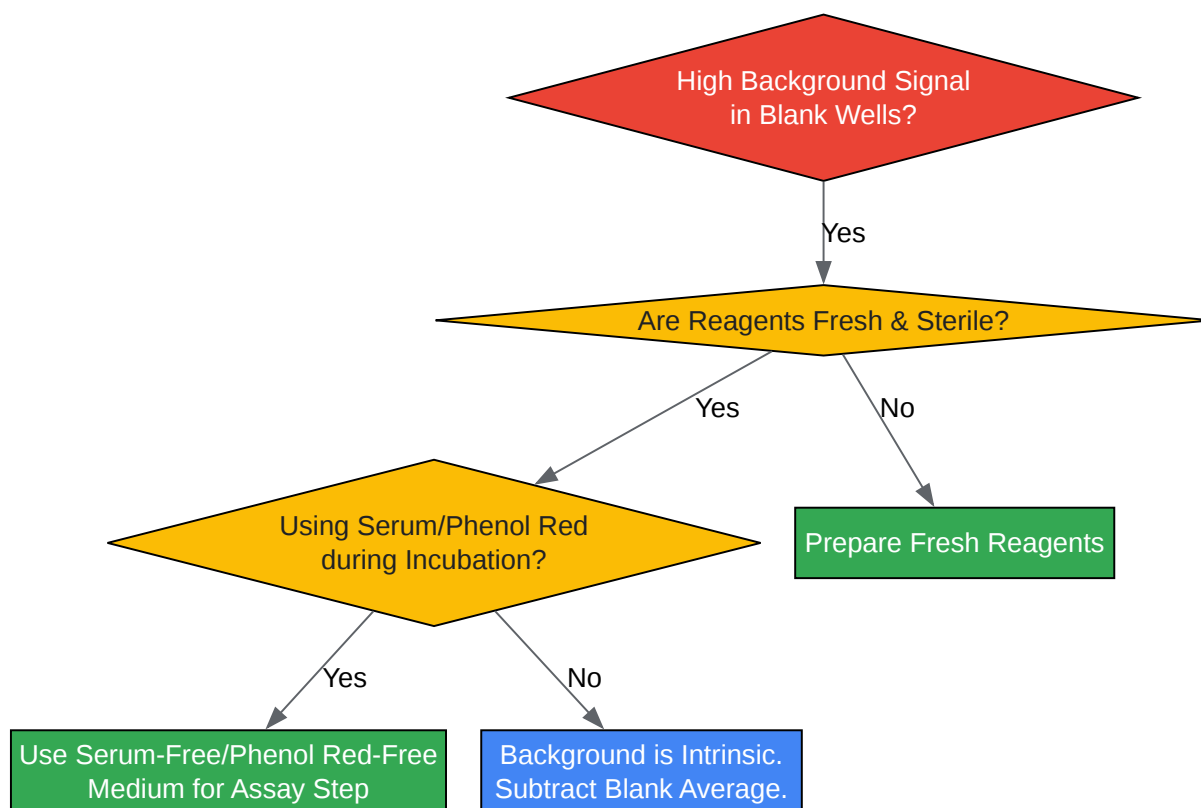 High Background Signal
in Blank Wells?
Yes
Are Reagents Fresh & Sterile?
Yes
No
Using Serum/Phenol Red
during Incubation?
Prepare Fresh Reagents
Yes
No
Use Serum-Free/Phenol Red-Free
Medium for Assay Step
Background is Intrinsic.
Subtract Blank Average.